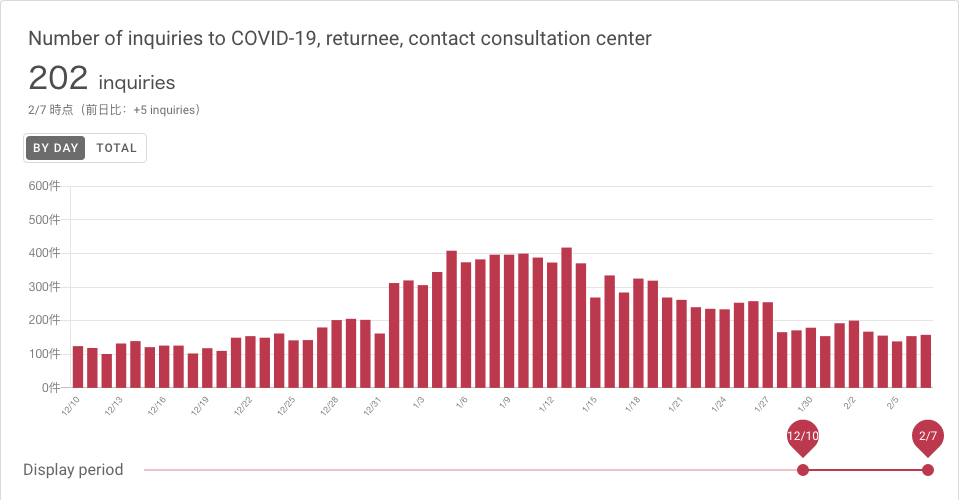 Number of inquiries to COVID-19, returnee, contact consultation center
202 inquiries
2/7 時点（前日比：+5 inquiries）
BY DAY TOTAL
600件
500件
400件
300件
200件
100件
0件
12/10 12/13 12/16 12/19 12/22 12/25 12/28 12/31 1/3 1/6 1/9 1/12 1/15 1/18 1/21 1/24 1/27 1/30 2/2 2/5
12/10 2/7
Display period